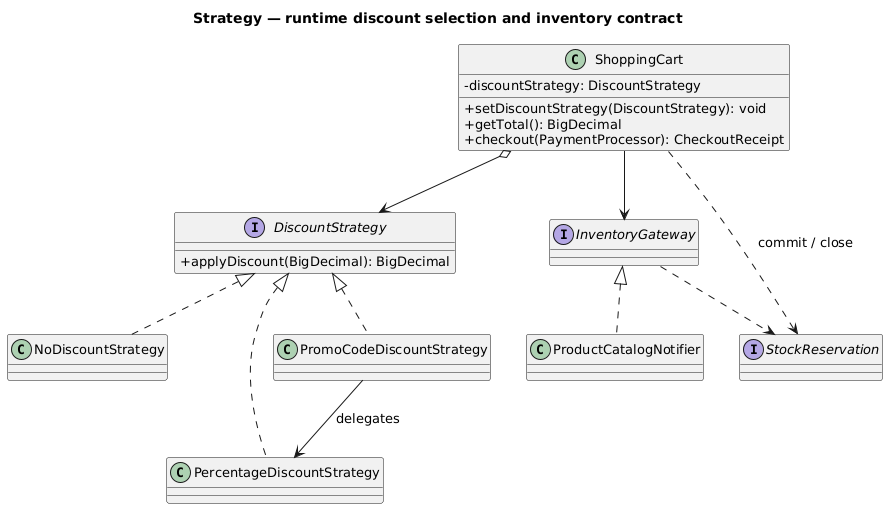 Strategy — runtime discount selection and inventory contract
C ShoppingCart
-discountStrategy: DiscountStrategy
+setDiscountStrategy(DiscountStrategy): void
+getTotal(): BigDecimal
+checkout(PaymentProcessor): CheckoutReceipt
I DiscountStrategy
+applyDiscount(BigDecimal): BigDecimal
I InventoryGateway
commit / close
C NoDiscountStrategy
C PromoCodeDiscountStrategy
C ProductCatalogNotifier
I StockReservation
delegates
C PercentageDiscountStrategy